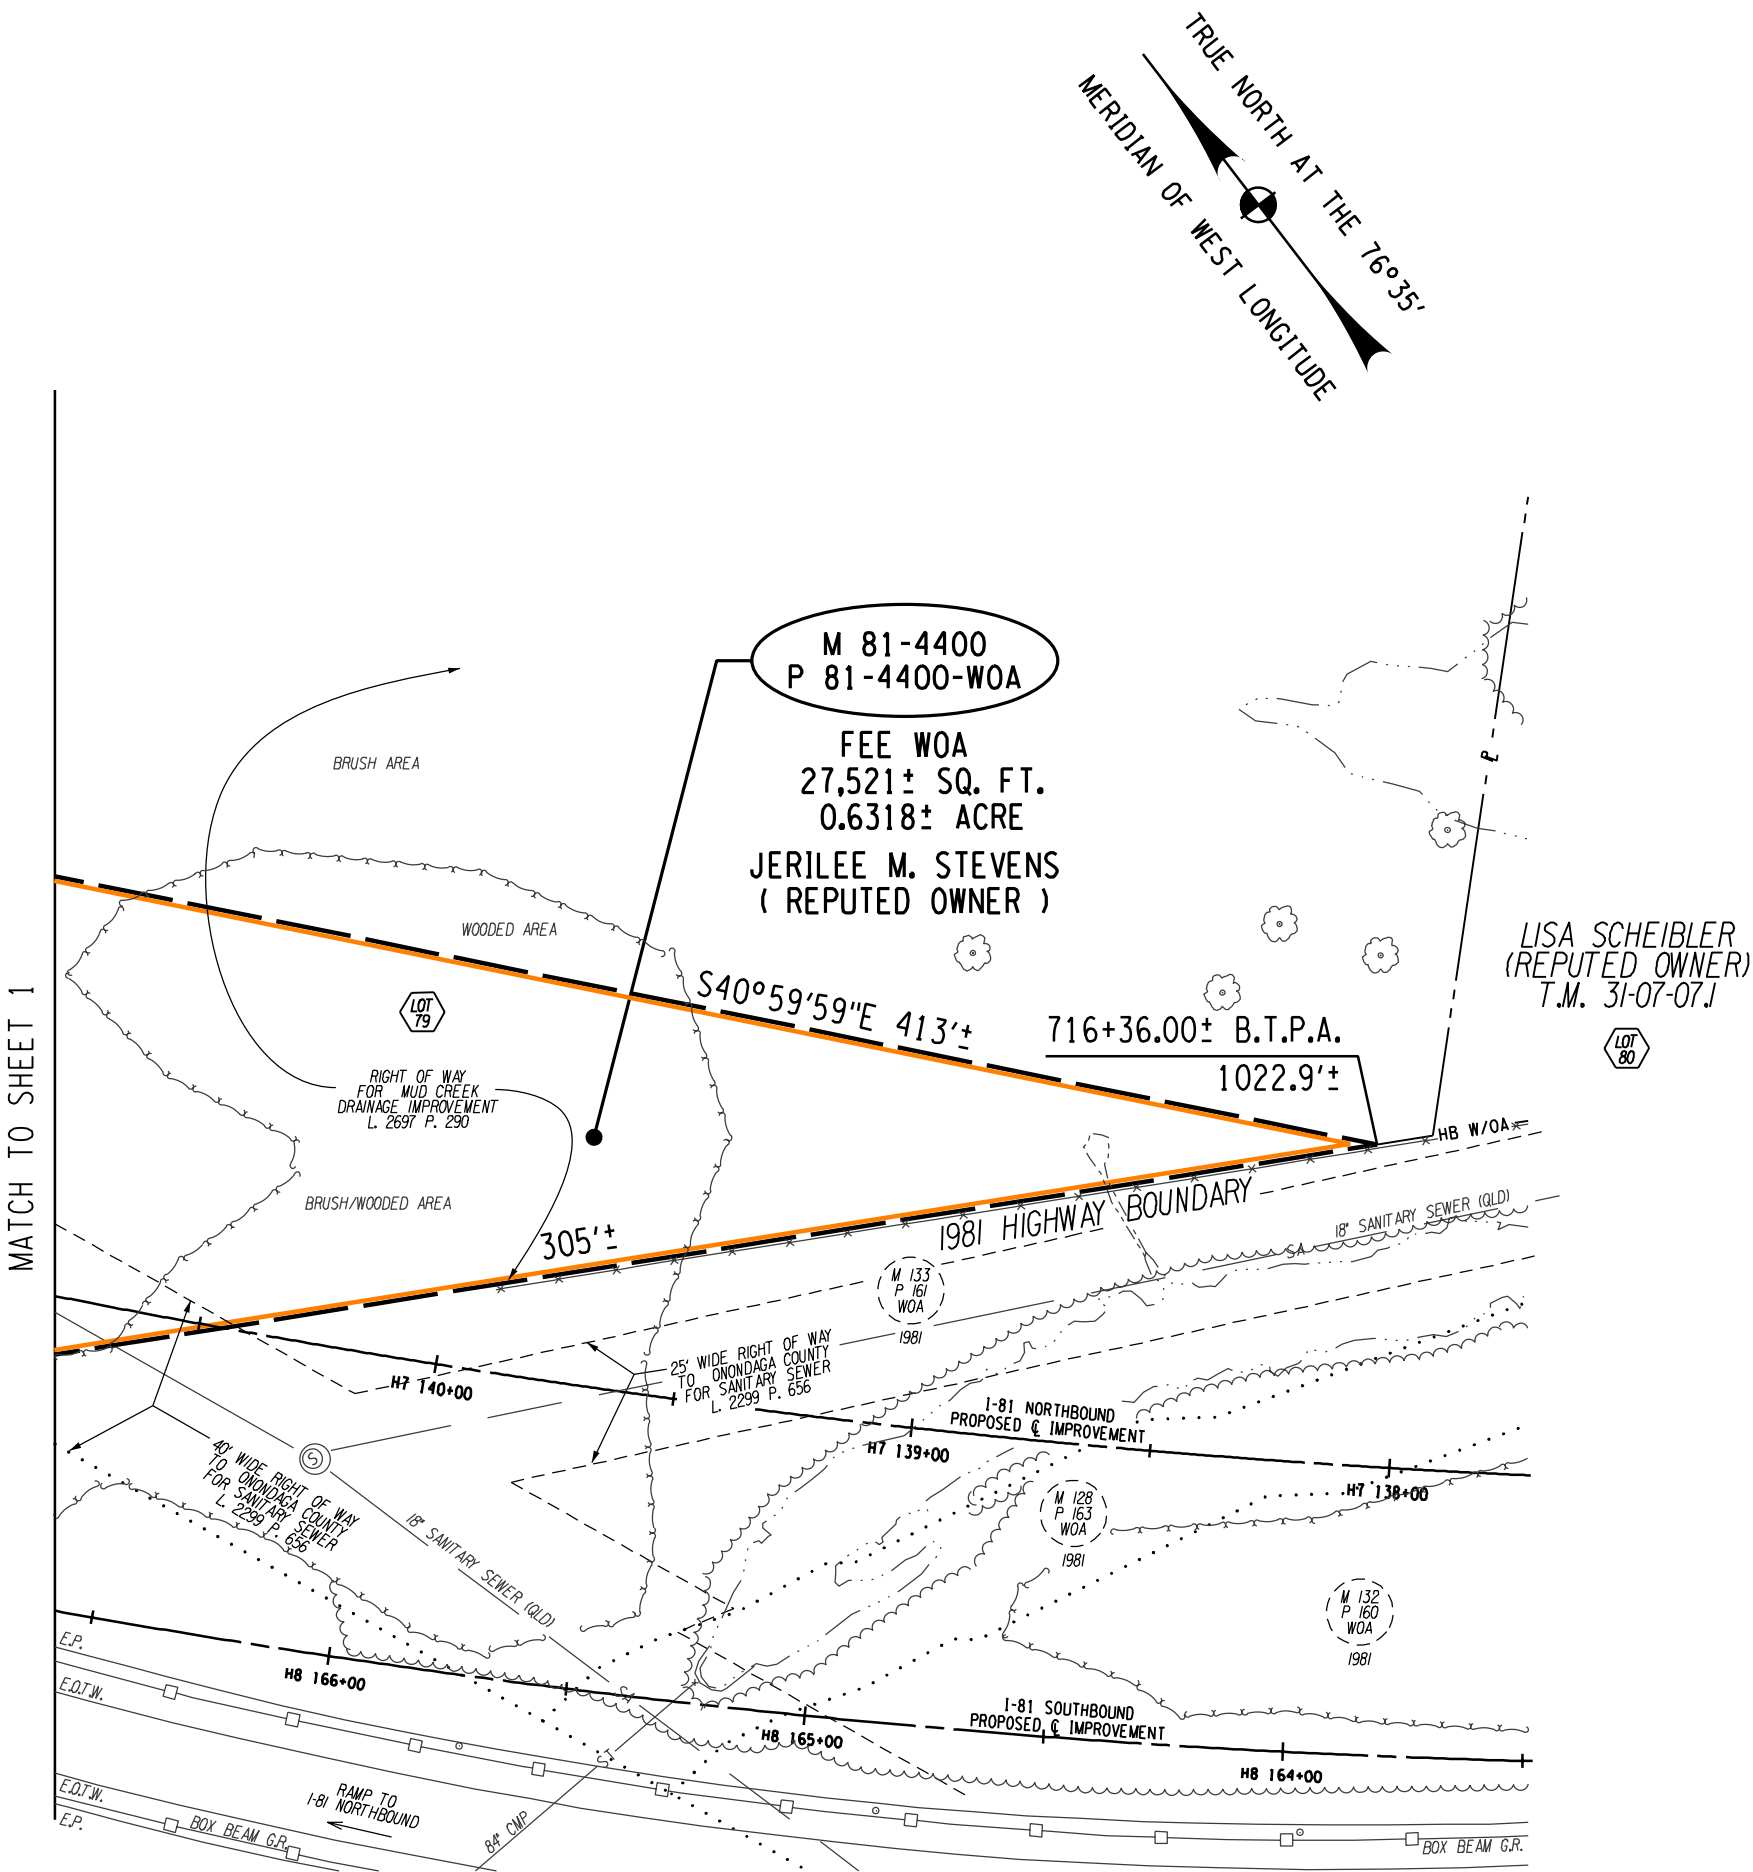 TRUE NORTH AT THE 76°35'
MERIDIAN OF WEST LONGITUDE
MATCH TO SHEET 1
M 81-4400
P 81-4400-WOA
FEE WOA
27,521± SQ. FT.
0.6318± ACRE
JERILEE M. STEVENS
( REPUTED OWNER )
BRUSH AREA
WOODED AREA
LOT
79
RIGHT OF WAY
FOR MUD CREEK
DRAINAGE IMPROVEMENT
L. 2697 P. 290
BRUSH/WOODED AREA
S40°59'59"E 413'±
716+36.00± B.T.P.A.
1022.9'±
P
LISA SCHEIBLER
(REPUTED OWNER)
T.M. 31-07-07.1
LOT
80
HB W/OA
305'±
1981 HIGHWAY BOUNDARY
18" SANITARY SEWER (QLD)
SA
M 133
P 161
WOA
1981
25' WIDE RIGHT OF WAY
TO ONONDAGA COUNTY
FOR SANITARY SEWER
L. 2299 P. 656
H7 140+00
I-81 NORTHBOUND
PROPOSED ℄ IMPROVEMENT
H7 139+00
H7 138+00
40' WIDE RIGHT OF WAY
TO ONONDAGA COUNTY
FOR SANITARY SEWER
L. 2299 P. 656
S
18" SANITARY SEWER (QLD)
M 128
P 163
WOA
1981
M 132
P 160
WOA
1981
E.P.
E.O.T.W.
H8 166+00
SA
I-81 SOUTHBOUND
PROPOSED ℄ IMPROVEMENT
H8 165+00
H8 164+00
ST
E.O.T.W.
E.P.
BOX BEAM G.R.
RAMP TO
I-81 NORTHBOUND
84" CMP
BOX BEAM G.R.